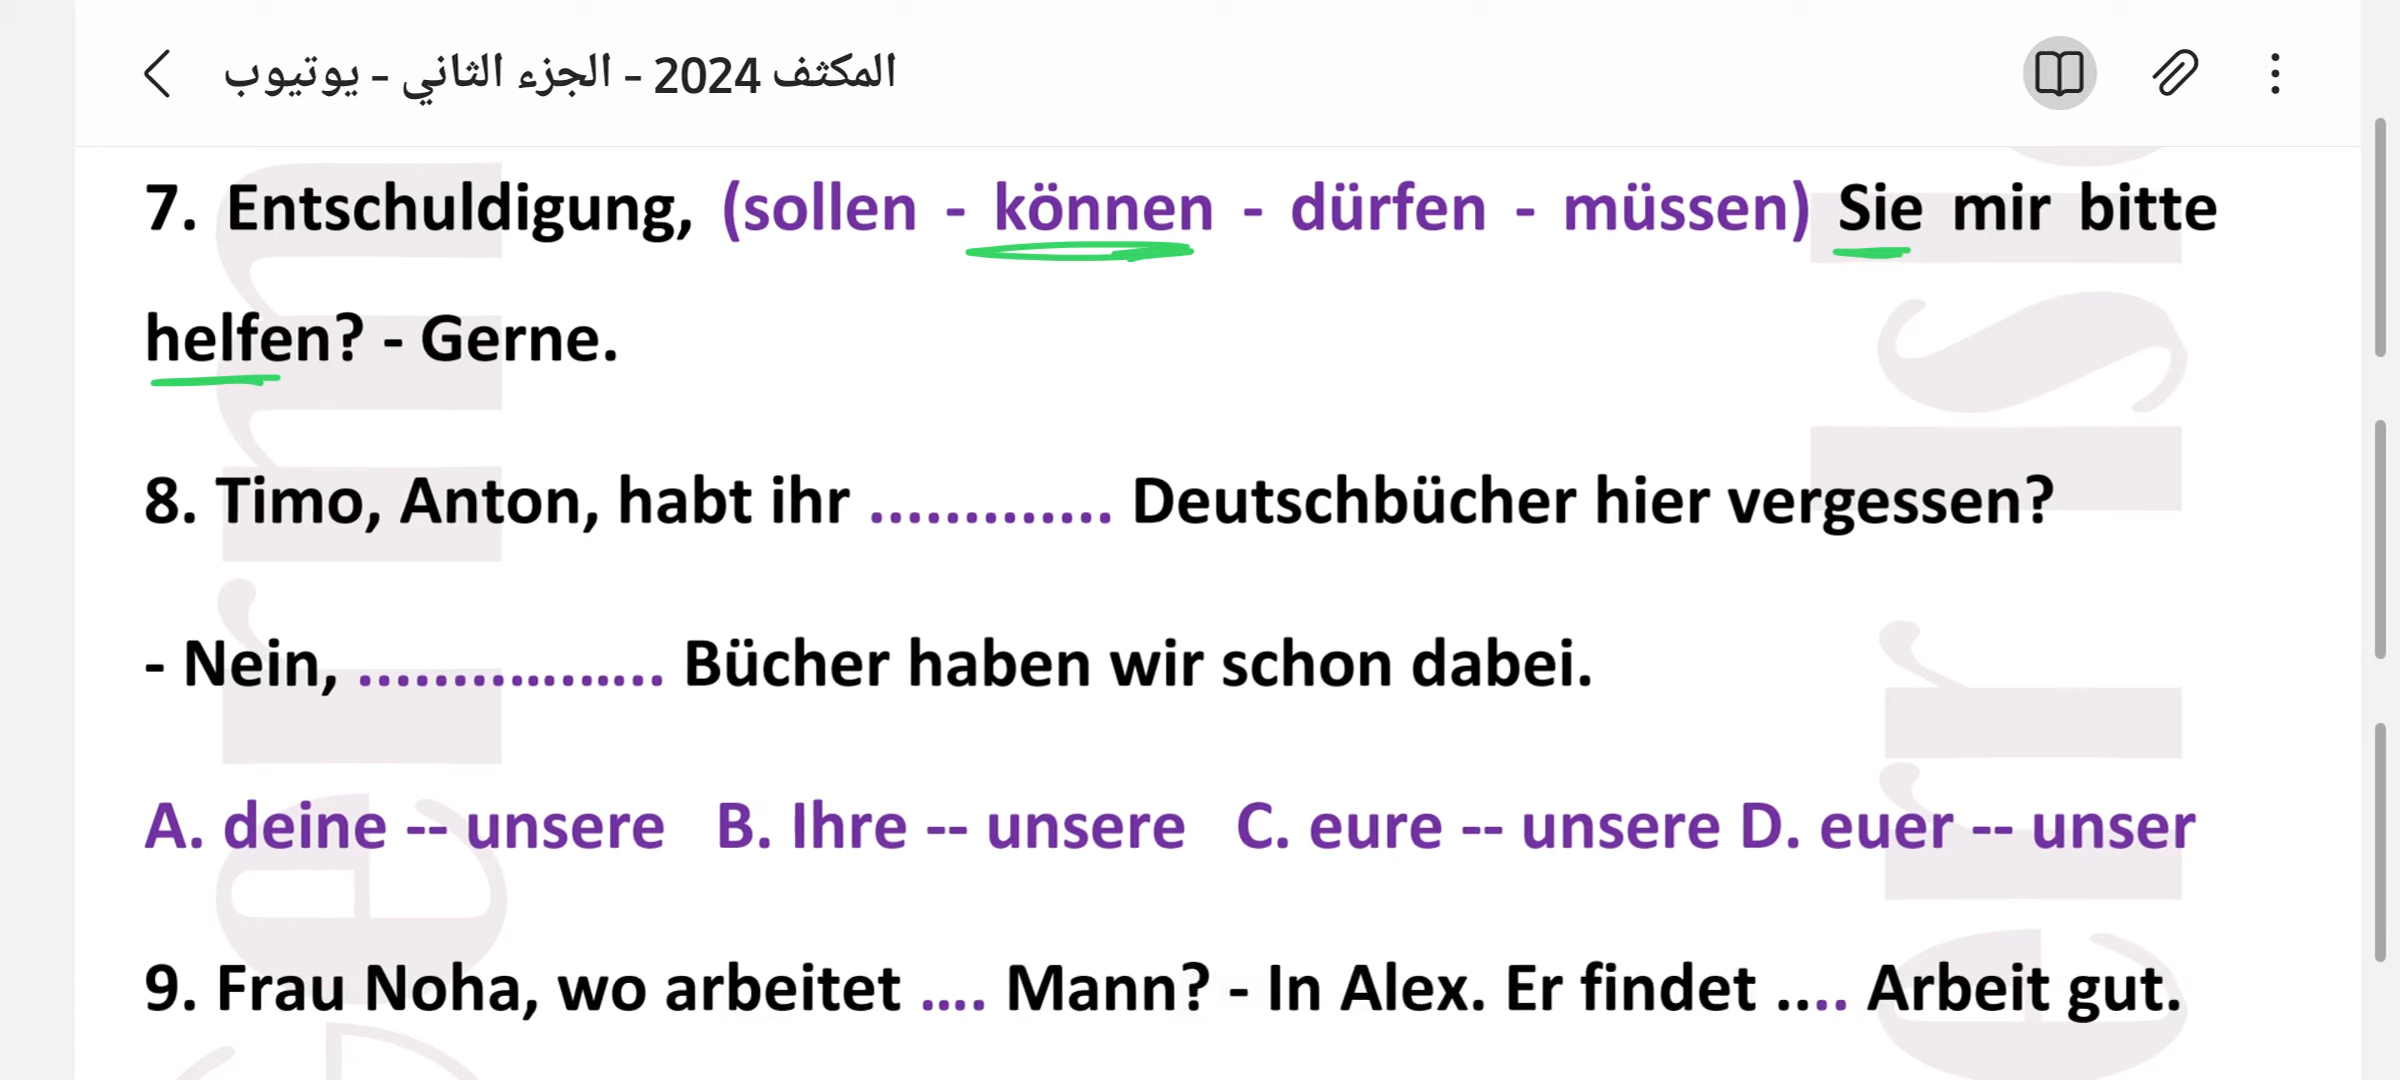 المكثف 2024 - الجزء الثاني - يوتيوب
7. Entschuldigung, (sollen - können - dürfen - müssen) Sie mir bitte
helfen? - Gerne.
8. Timo, Anton, habt ihr ............. Deutschbücher hier vergessen?
- Nein, ................ Bücher haben wir schon dabei.
A. deine -- unsere B. Ihre -- unsere C. eure -- unsere D. euer -- unser
9. Frau Noha, wo arbeitet .... Mann? - In Alex. Er findet .... Arbeit gut.